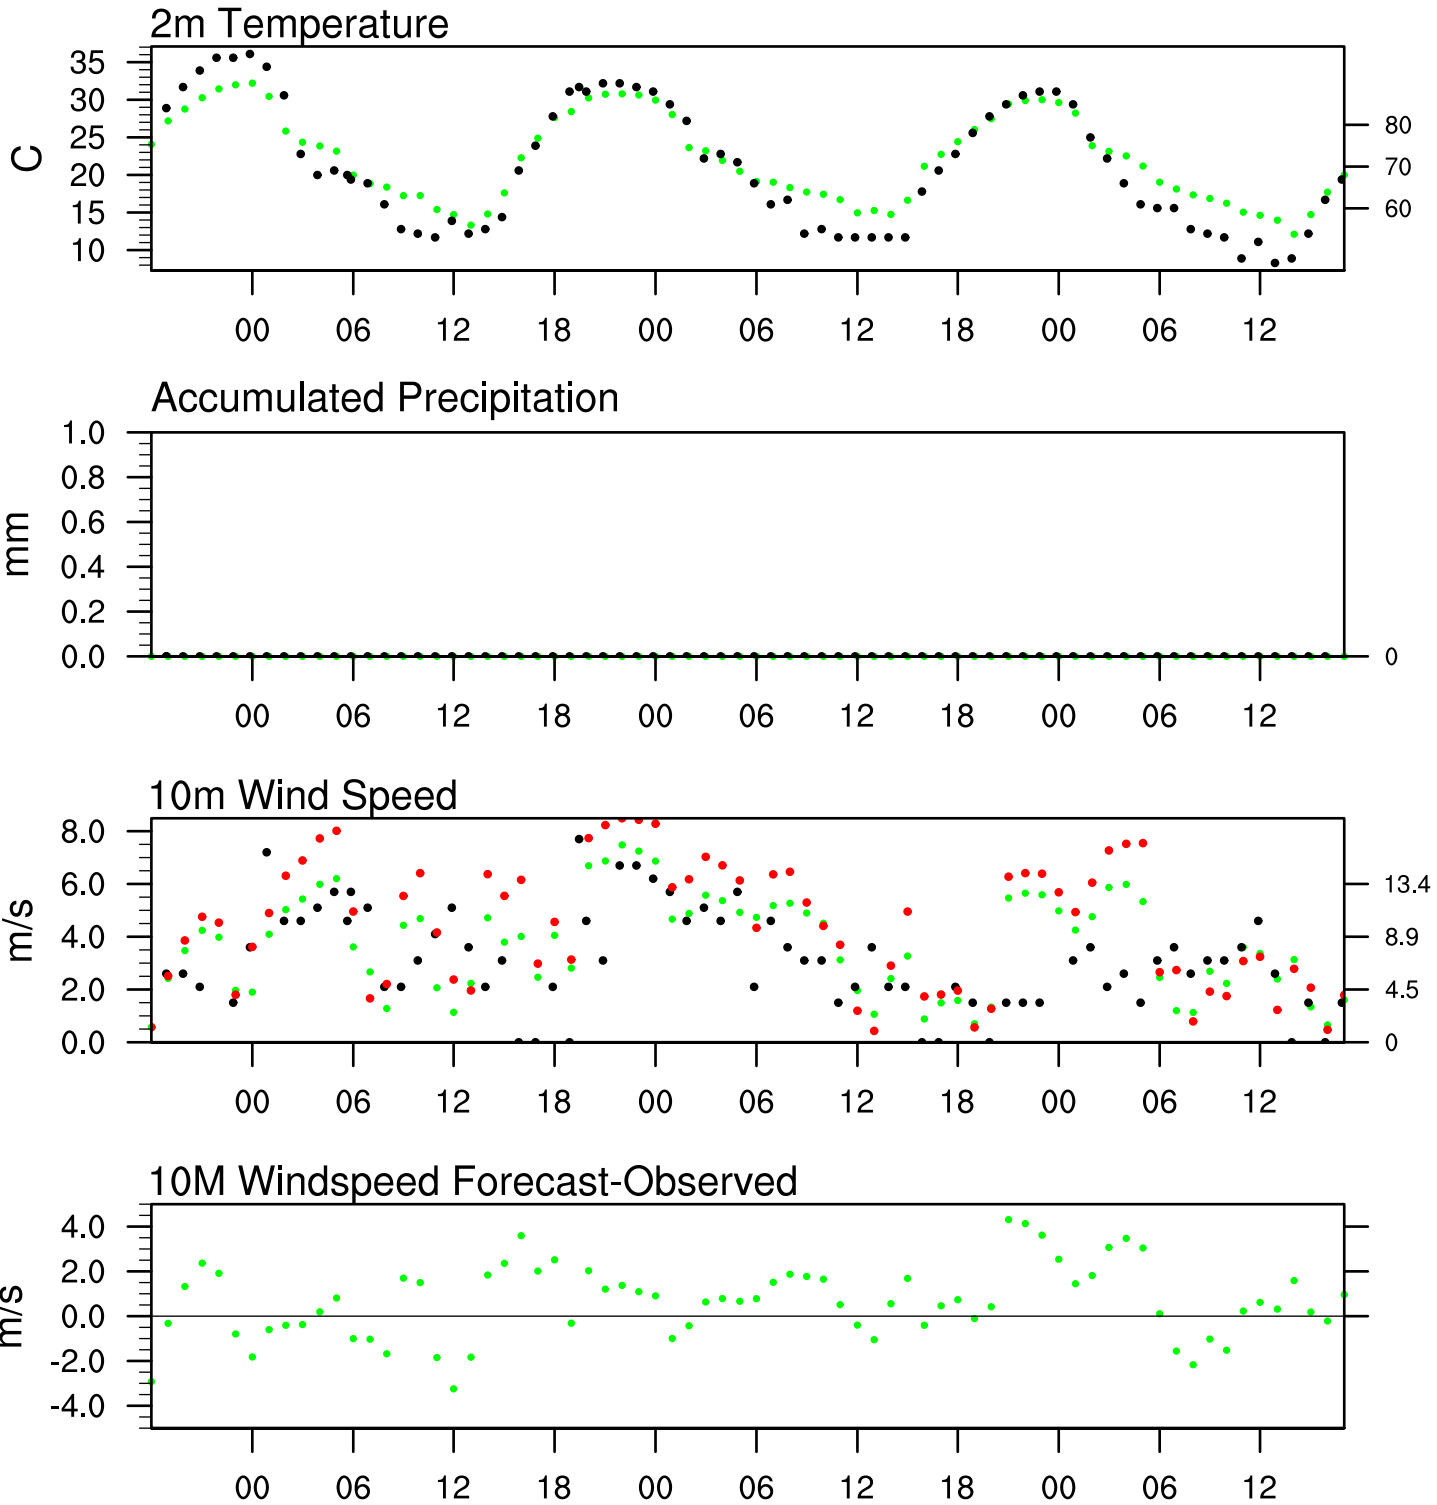 2m Temperature
35
30
25
20
15
10
C
80
70
60
00 06 12 18 00 06 12 18 00 06 12
Accumulated Precipitation
1.0
0.8
0.6
0.4
0.2
0.0
mm
0
00 06 12 18 00 06 12 18 00 06 12
10m Wind Speed
8.0
6.0
4.0
2.0
0.0
m/s
13.4
8.9
4.5
0
00 06 12 18 00 06 12 18 00 06 12
10M Windspeed Forecast-Observed
4.0
2.0
0.0
-2.0
-4.0
m/s
00 06 12 18 00 06 12 18 00 06 12